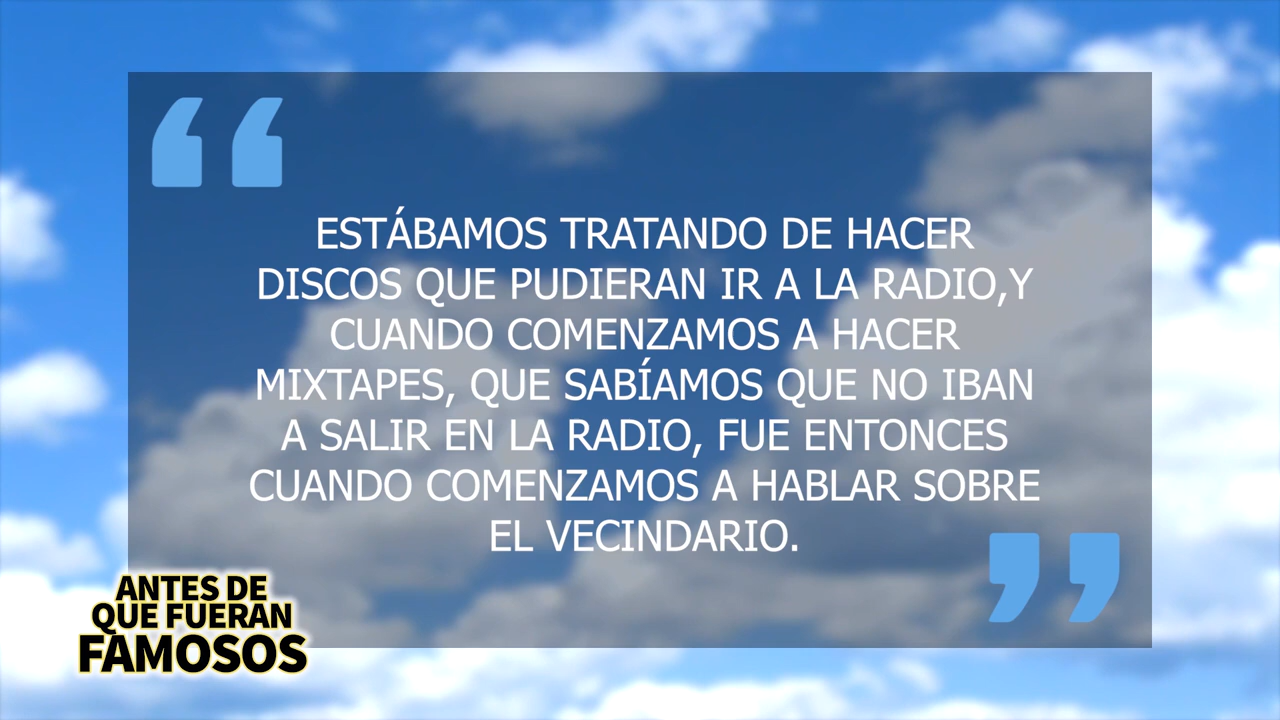 ESTÁBAMOS TRATANDO DE HACER
DISCOS QUE PUDIERAN IR A LA RADIO,Y
CUANDO COMENZAMOS A HACER
MIXTAPES, QUE SABÍAMOS QUE NO IBAN
A SALIR EN LA RADIO, FUE ENTONCES
CUANDO COMENZAMOS A HABLAR SOBRE
EL VECINDARIO.
ANTES DE
QUE FUERAN
FAMOSOS